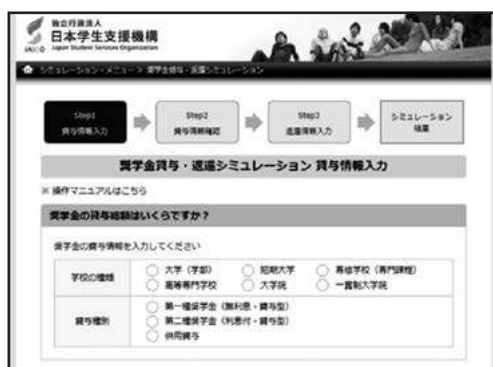 独立行政法人
日本学生支援機構
JASSO Japan Student Services Organization
シミュレーション・メニュー > 奨学金貸与・返還シミュレーション
Step1
貸与情報入力
Step2
貸与情報確認
Step3
返還情報入力
シミュレーション
結果
奨学金貸与・返還シミュレーション 貸与情報入力
※ 操作マニュアルはこちら
奨学金の貸与総額はいくらですか？
奨学金の貸与情報を入力してください
学校の種類
大学（学部） 短期大学 専修学校（専門課程）
高等専門学校 大学院 一貫制大学院
貸与種別
第一種奨学金（無利息・貸与型）
第二種奨学金（利息付・貸与型）
併用貸与